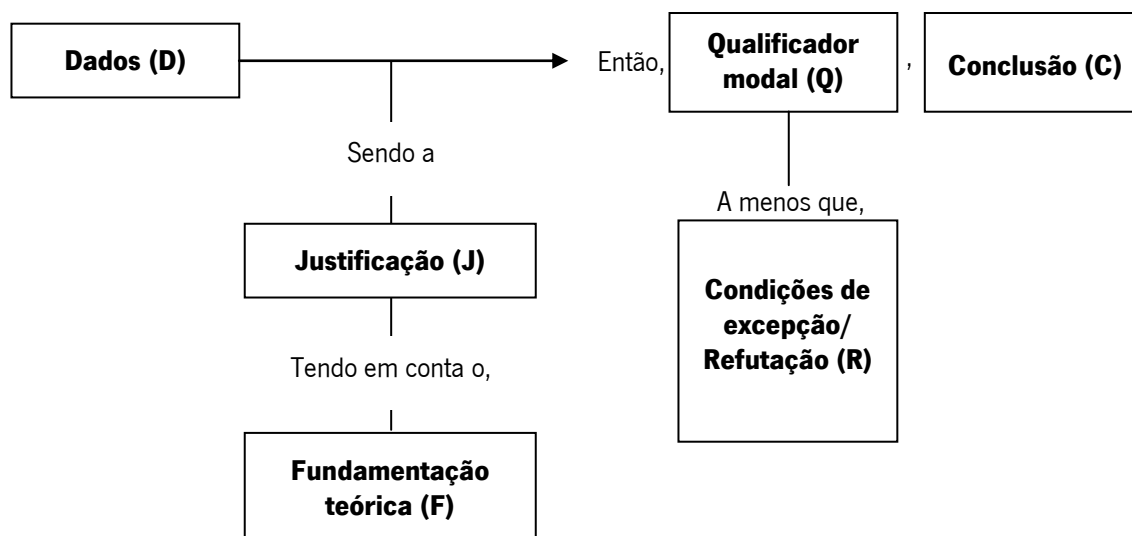 Dados (D)
Então,
Qualificador
modal (Q)
,
Conclusão (C)
Sendo a
A menos que,
Justificação (J)
Condições de
excepção/
Refutação (R)
Tendo em conta o,
Fundamentação
teórica (F)